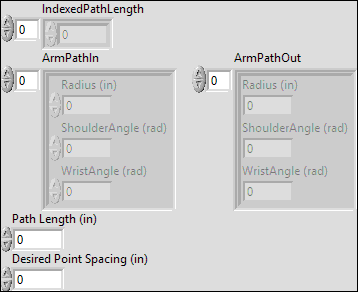 IndexedPathLength
0 0
ArmPathIn ArmPathOut
0 0
Radius (in) Radius (in)
0 0
ShoulderAngle (rad) ShoulderAngle (rad)
0 0
WristAngle (rad) WristAngle (rad)
0 0
Path Length (in)
0
Desired Point Spacing (in)
0